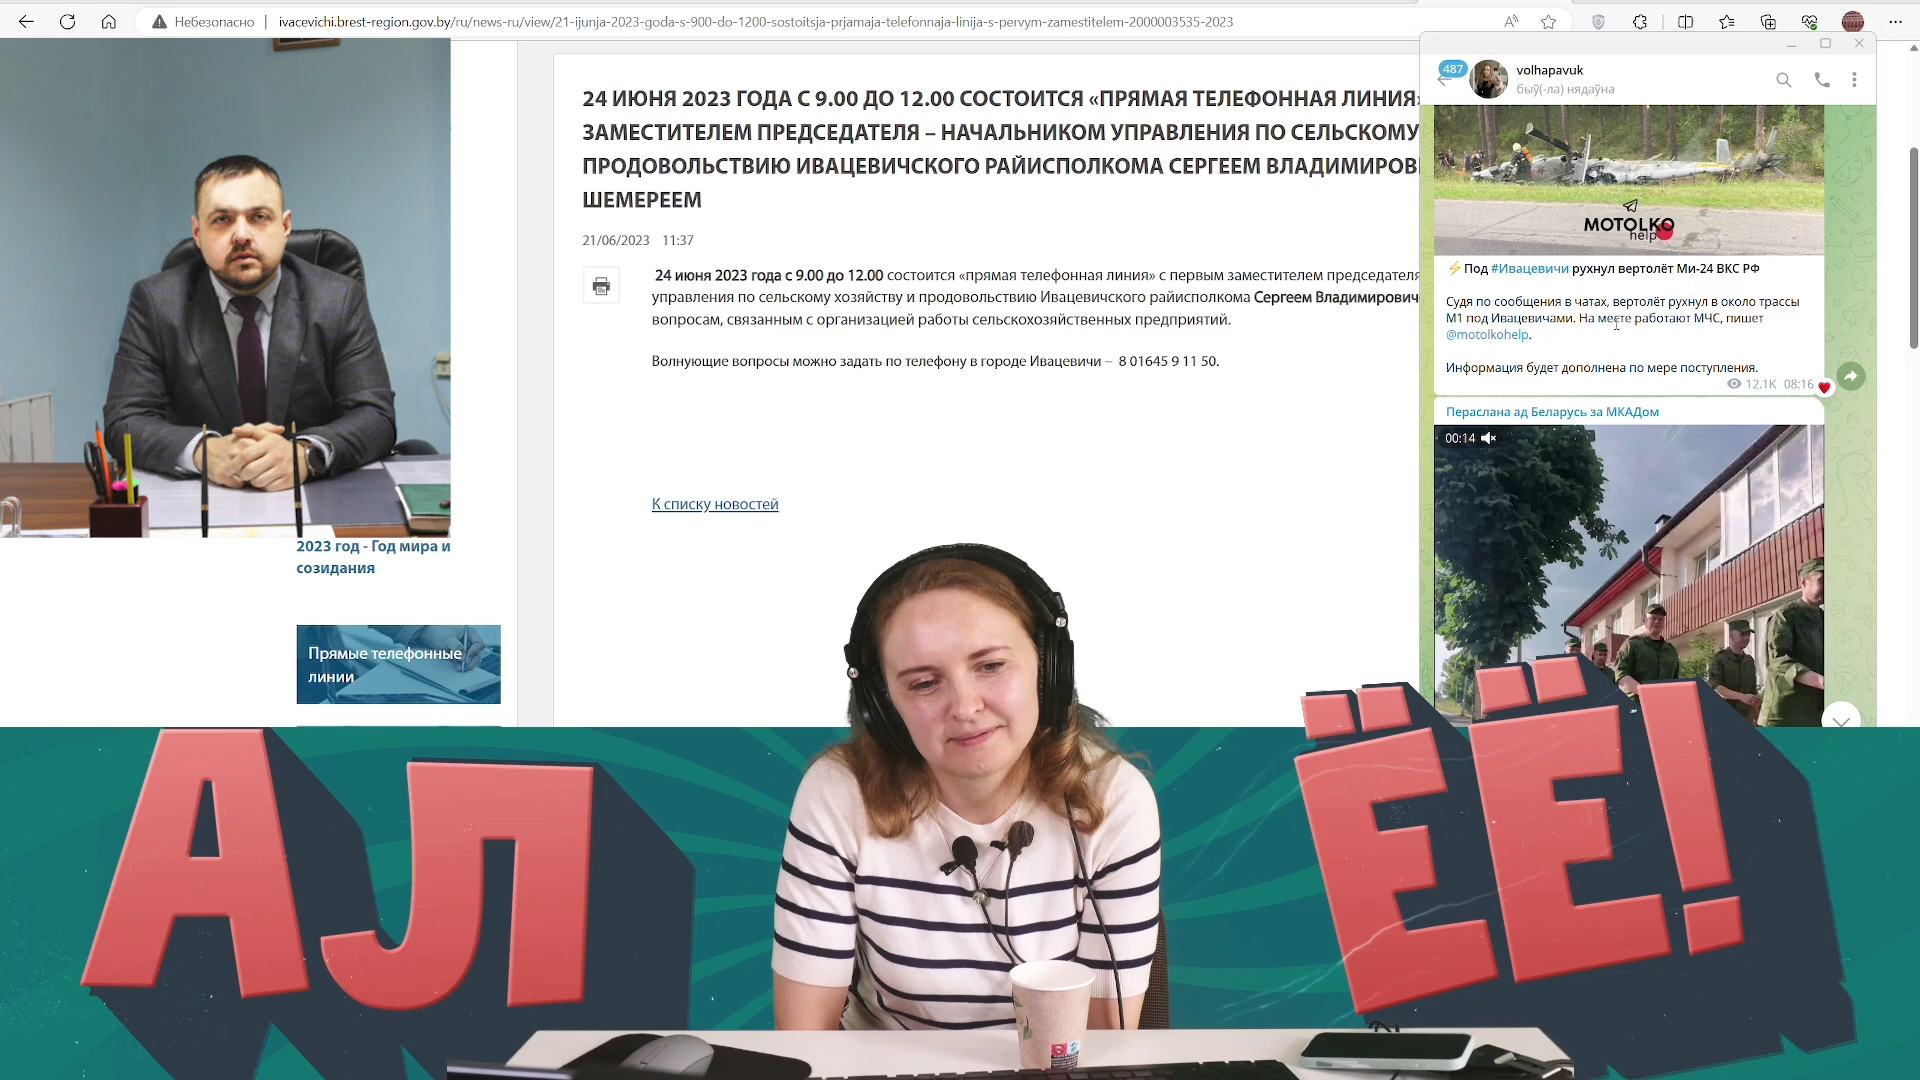 Небезопасно
ivacevichi.brest-region.gov.by/ru/news-ru/view/21-ijunja-2023-goda-s-900-do-1200-sostoitsja-prjamaja-telefonnaja-linija-s-pervym-zamestitelem-2000003535-2023
24 ИЮНЯ 2023 ГОДА С 9.00 ДО 12.00 СОСТОИТСЯ «ПРЯМАЯ ТЕЛЕФОННАЯ ЛИНИЯ»
ЗАМЕСТИТЕЛЕМ ПРЕДСЕДАТЕЛЯ – НАЧАЛЬНИКОМ УПРАВЛЕНИЯ ПО СЕЛЬСКОМУ
ПРОДОВОЛЬСТВИЮ ИВАЦЕВИЧСКОГО РАЙИСПОЛКОМА СЕРГЕЕМ ВЛАДИМИРОВИ
ШЕМЕРЕЕМ
21/06/2023 11:37
24 июня 2023 года с 9.00 до 12.00 состоится «прямая телефонная линия» с первым заместителем председателя
управления по сельскому хозяйству и продовольствию Ивацевичского райисполкома Сергеем Владимирович
вопросам, связанным с организацией работы сельскохозяйственных предприятий.
Волнующие вопросы можно задать по телефону в городе Ивацевичи – 8 01645 9 11 50.
К списку новостей
2023 год - Год мира и
созидания
Прямые телефонные
линии
487
volhapavuk
быў(-ла) нядаўна
MOTOLKO
help
⚡Под #Ивацевичи рухнул вертолёт Ми-24 ВКС РФ
Судя по сообщения в чатах, вертолёт рухнул в около трассы
М1 под Ивацевичами. На месте работают МЧС, пишет
@motolkohelp.
Информация будет дополнена по мере поступления.
12.1K 08:16
Пераслана ад Беларусь за МКАДом
00:14
АЛ ЁЁ!